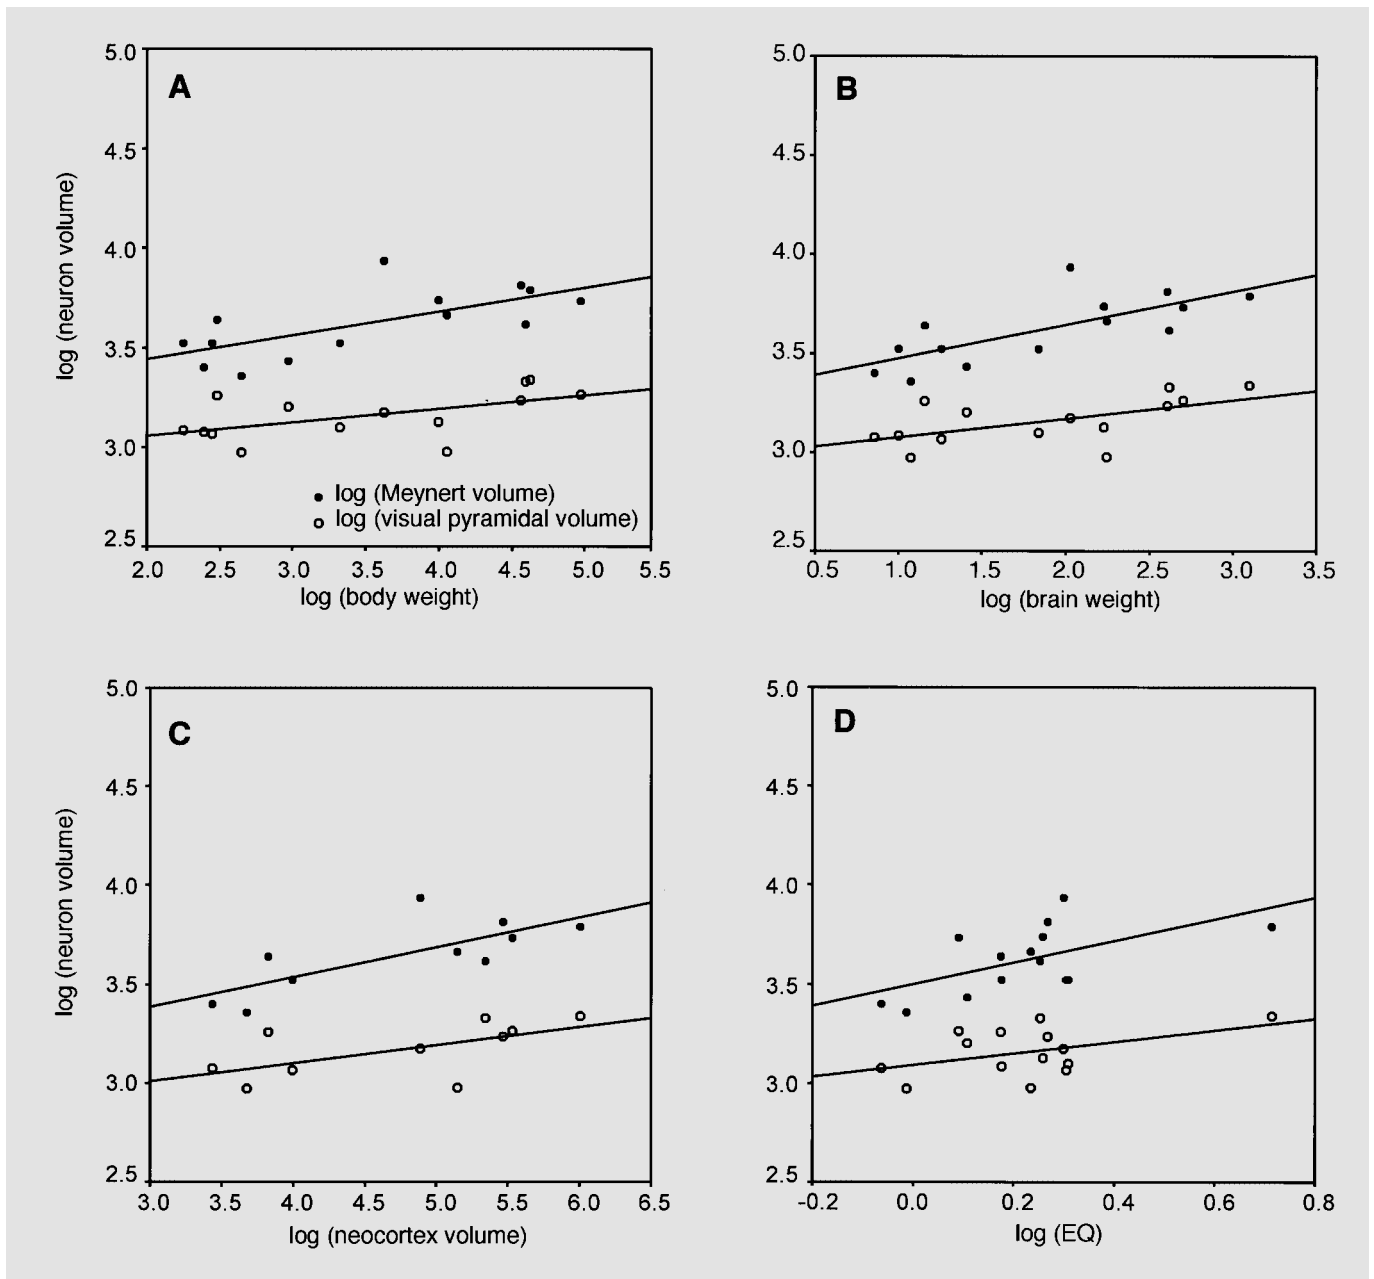 A
5.0
4.5
4.0
3.5
3.0
2.5
log (neuron volume)
log (Meynert volume)
log (visual pyramidal volume)
2.0 2.5 3.0 3.5 4.0 4.5 5.0 5.5
log (body weight)
B
5.0
4.5
4.0
3.5
3.0
2.5
0.5 1.0 1.5 2.0 2.5 3.0 3.5
log (brain weight)
C
5.0
4.5
4.0
3.5
3.0
2.5
log (neuron volume)
3.0 3.5 4.0 4.5 5.0 5.5 6.0 6.5
log (neocortex volume)
D
5.0
4.5
4.0
3.5
3.0
2.5
-0.2 0.0 0.2 0.4 0.6 0.8
log (EQ)